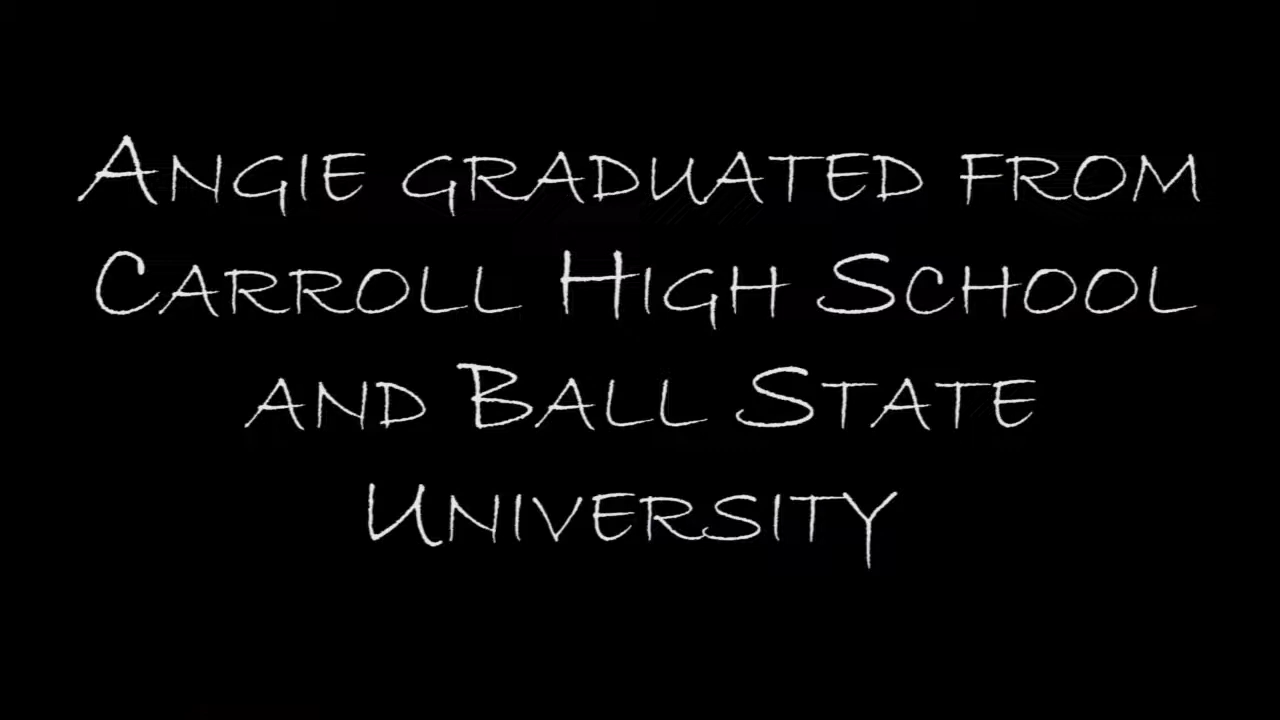 Angie graduated from
Carroll High School
and Ball State
University